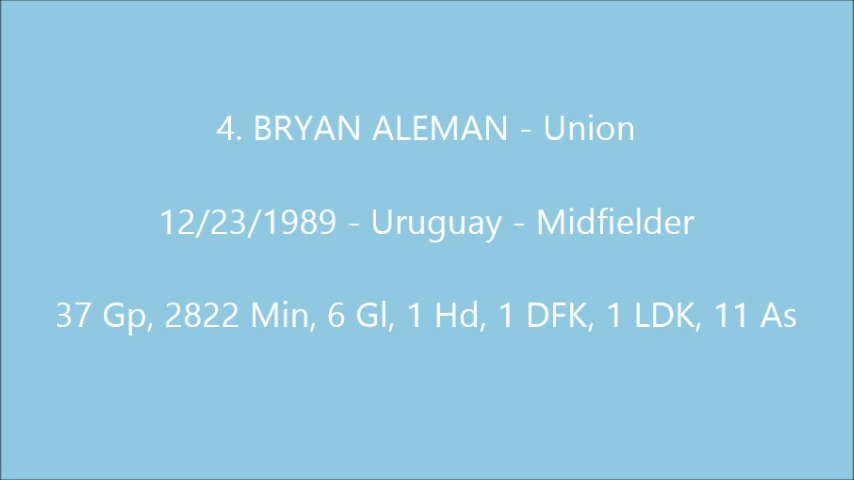 4. BRYAN ALEMAN - Union
12/23/1989 - Uruguay - Midfielder
37 Gp, 2822 Min, 6 Gl, 1 Hd, 1 DFK, 1 LDK, 11 As